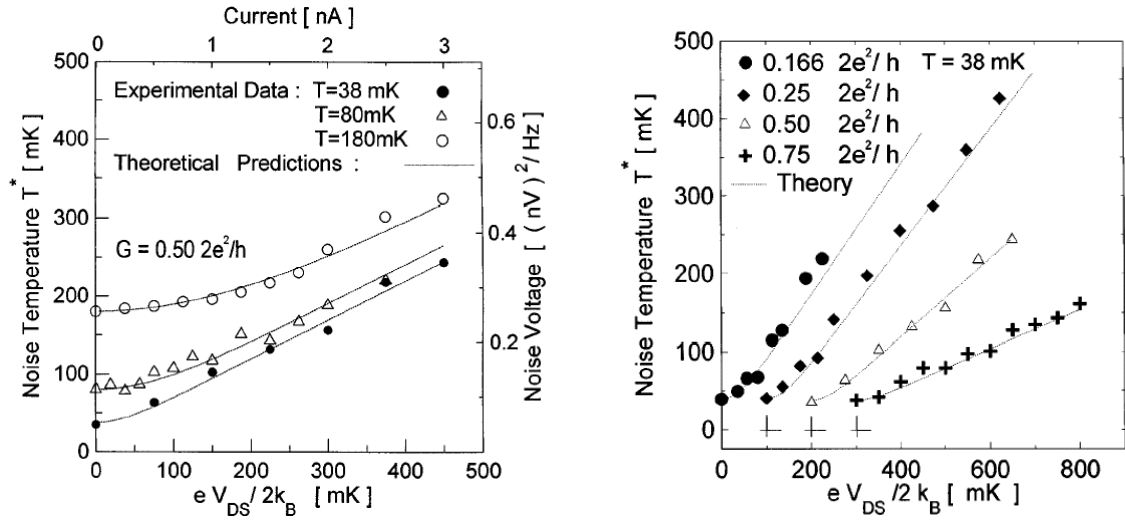 Current [ nA ]
0 1 2 3
500
400
300
200
100
0
Noise Temperature T* [ mK ]
Experimental Data : T=38 mK
T=80mK
T=180mK
Theoretical Predictions :
G = 0.50 2e²/h
0.6
0.4
0.2
Noise Voltage [ (nV)²/Hz ]
0 100 200 300 400 500
e V_DS / 2k_B [ mK ]
500
400
300
200
100
0
Noise Temperature T* [ mK ]
0.166 2e²/ h T = 38 mK
0.25 2e²/ h
0.50 2e²/ h
0.75 2e²/ h
Theory
0 200 400 600 800
e V_DS/2 k_B [ mK ]